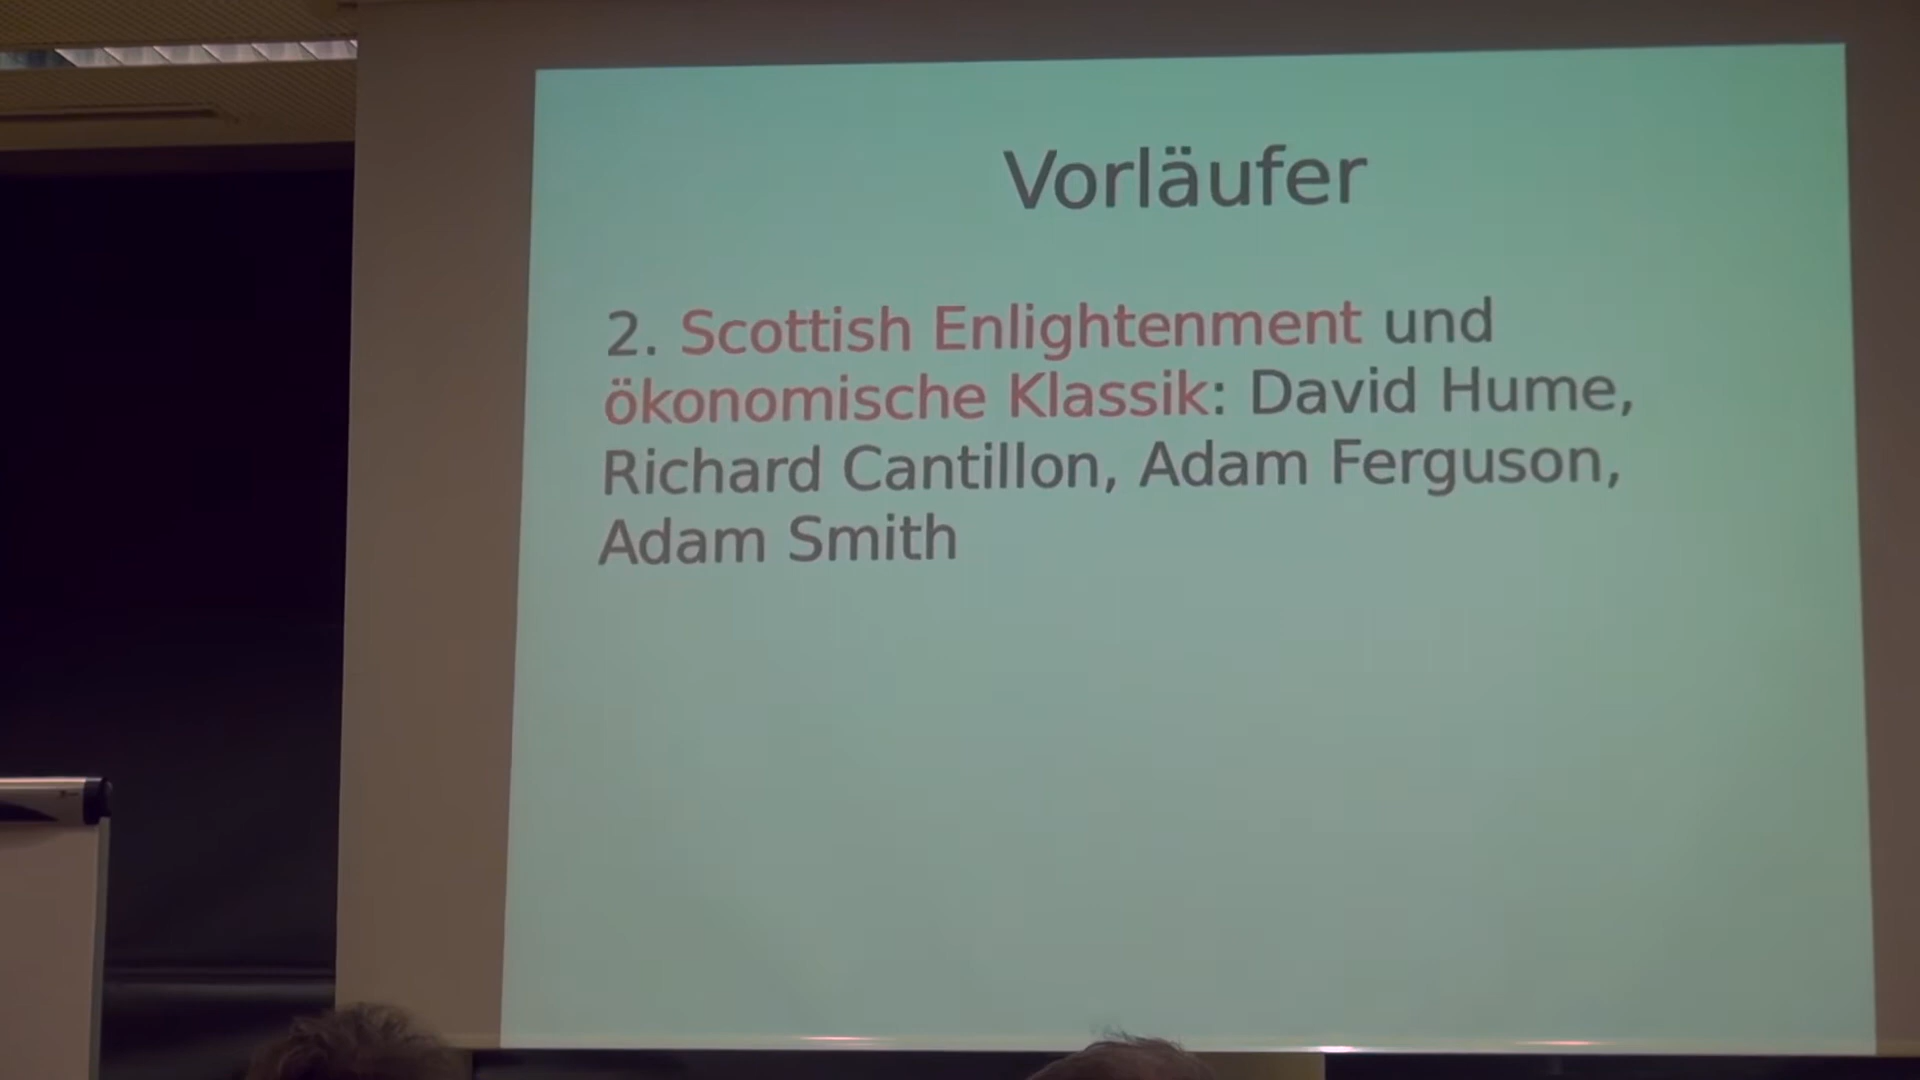 Vorläufer
2. Scottish Enlightenment und
ökonomische Klassik: David Hume,
Richard Cantillon, Adam Ferguson,
Adam Smith